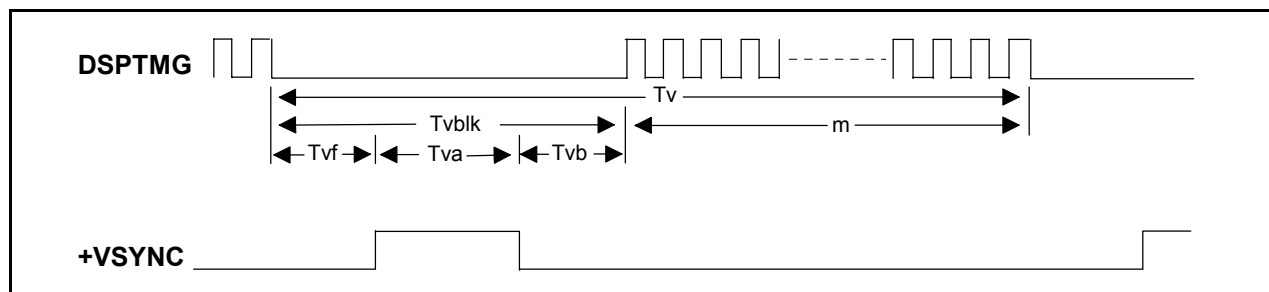 DSPTMG
Tv
Tvblk
m
Tvf
Tva
Tvb
+VSYNC